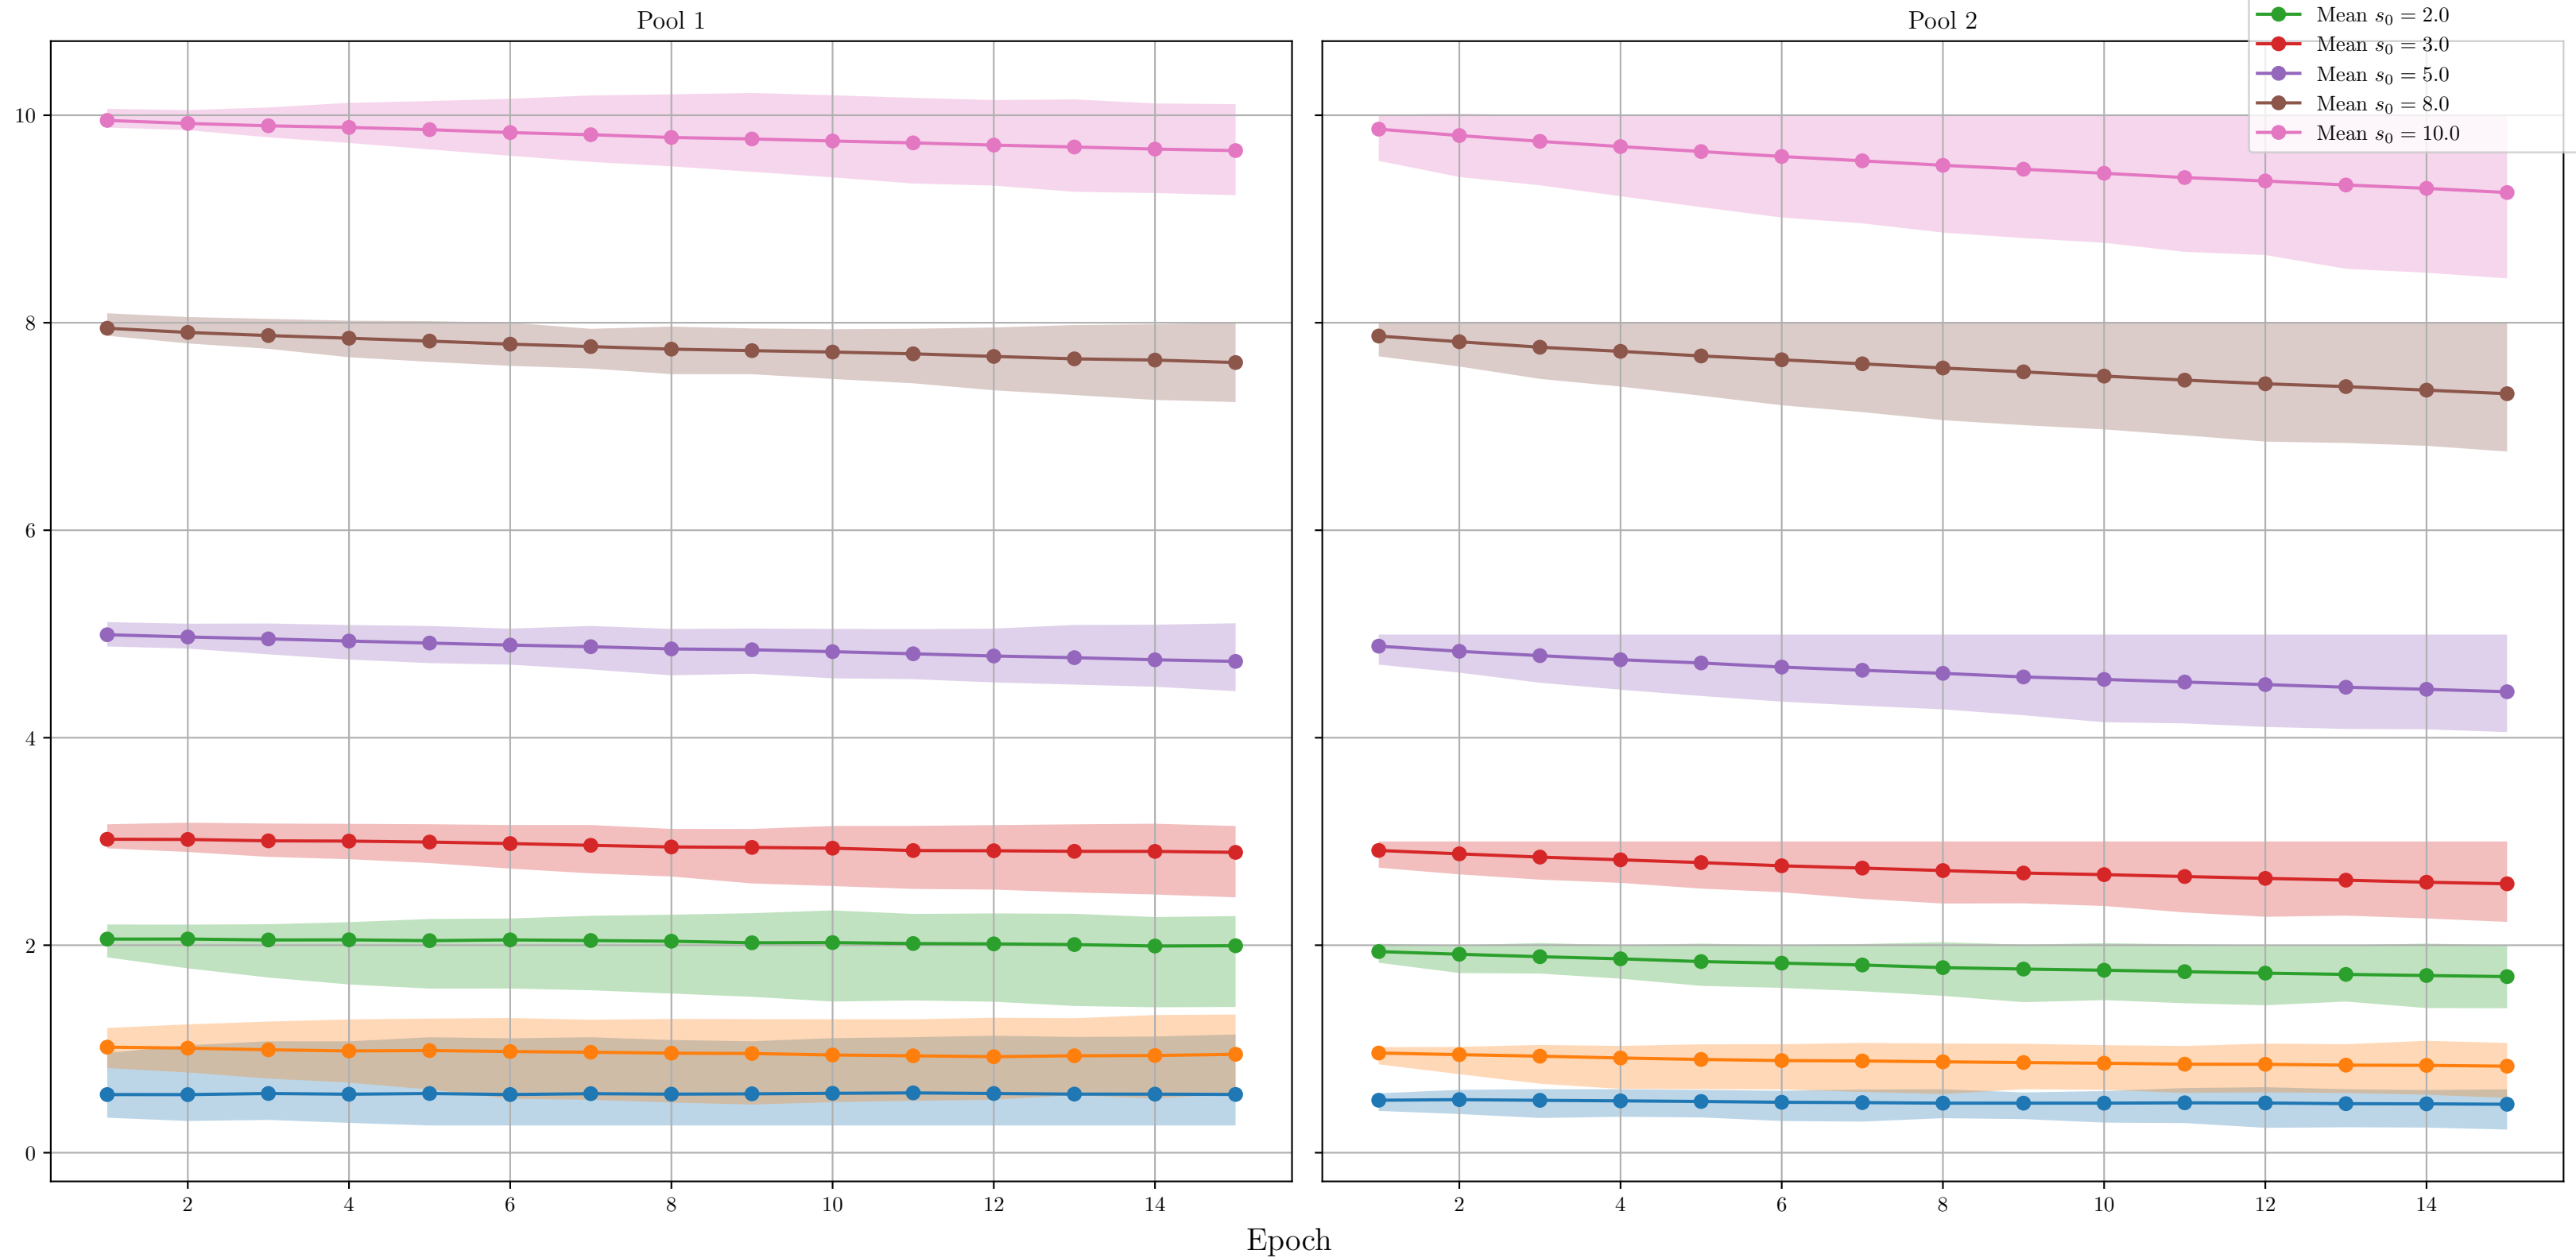 Pool 1
Pool 2
Mean s₀ = 2.0
Mean s₀ = 3.0
Mean s₀ = 5.0
Mean s₀ = 8.0
Mean s₀ = 10.0
10
8
6
4
2
0
2 4 6 8 10 12 14
2 4 6 8 10 12 14
Epoch